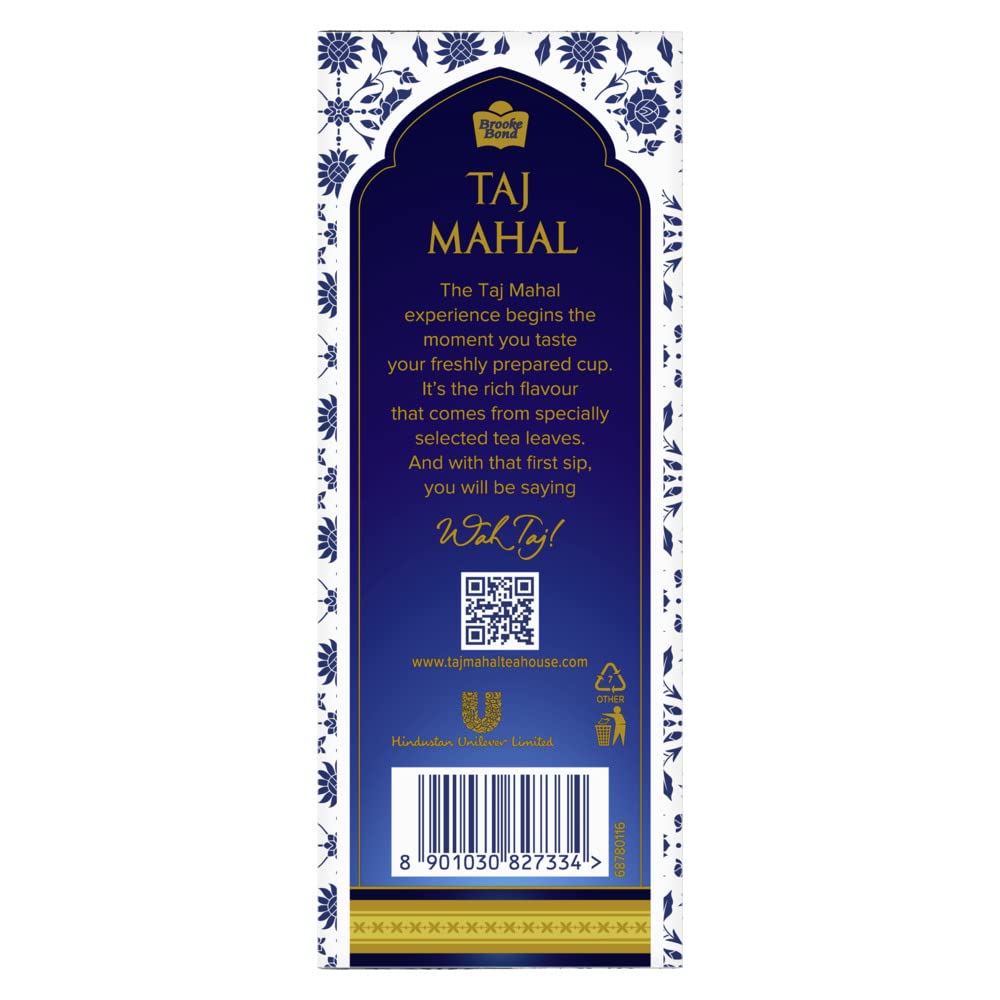 Brooke
Bond
TAJ
MAHAL
The Taj Mahal
experience begins the
moment you taste
your freshly prepared cup.
It's the rich flavour
that comes from specially
selected tea leaves.
And with that first sip,
you will be saying
Wah Taj!
www.tajmahalteahouse.com
7
OTHER
Hindustan Unilever Limited
68780116
8 901030 827334 >